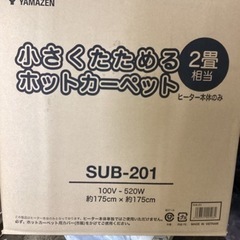 YAMAZEN
小さくたためる
ホットカーペット
2畳
相当
ヒーター本体のみ
SUB-201
100V - 520W
約175cm × 約175cm